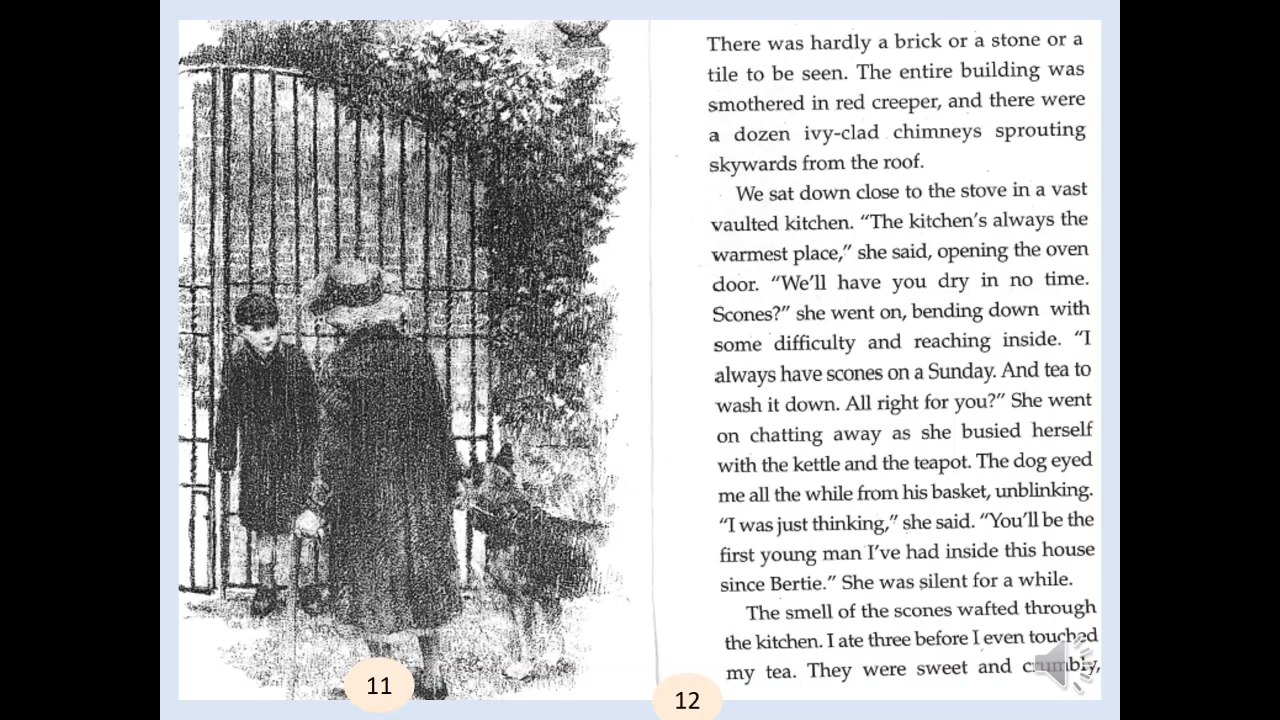 There was hardly a brick or a stone or a
tile to be seen. The entire building was
smothered in red creeper, and there were
a dozen ivy-clad chimneys sprouting
skywards from the roof.
We sat down close to the stove in a vast
vaulted kitchen. “The kitchen’s always the
warmest place,” she said, opening the oven
door. “We’ll have you dry in no time.
Scones?” she went on, bending down with
some difficulty and reaching inside. “I
always have scones on a Sunday. And tea to
wash it down. All right for you?” She went
on chatting away as she busied herself
with the kettle and the teapot. The dog eyed
me all the while from his basket, unblinking.
“I was just thinking,” she said. “You’ll be the
first young man I’ve had inside this house
since Bertie.” She was silent for a while.
The smell of the scones wafted through
the kitchen. I ate three before I even touched
my tea. They were sweet and crumbly,
11
12